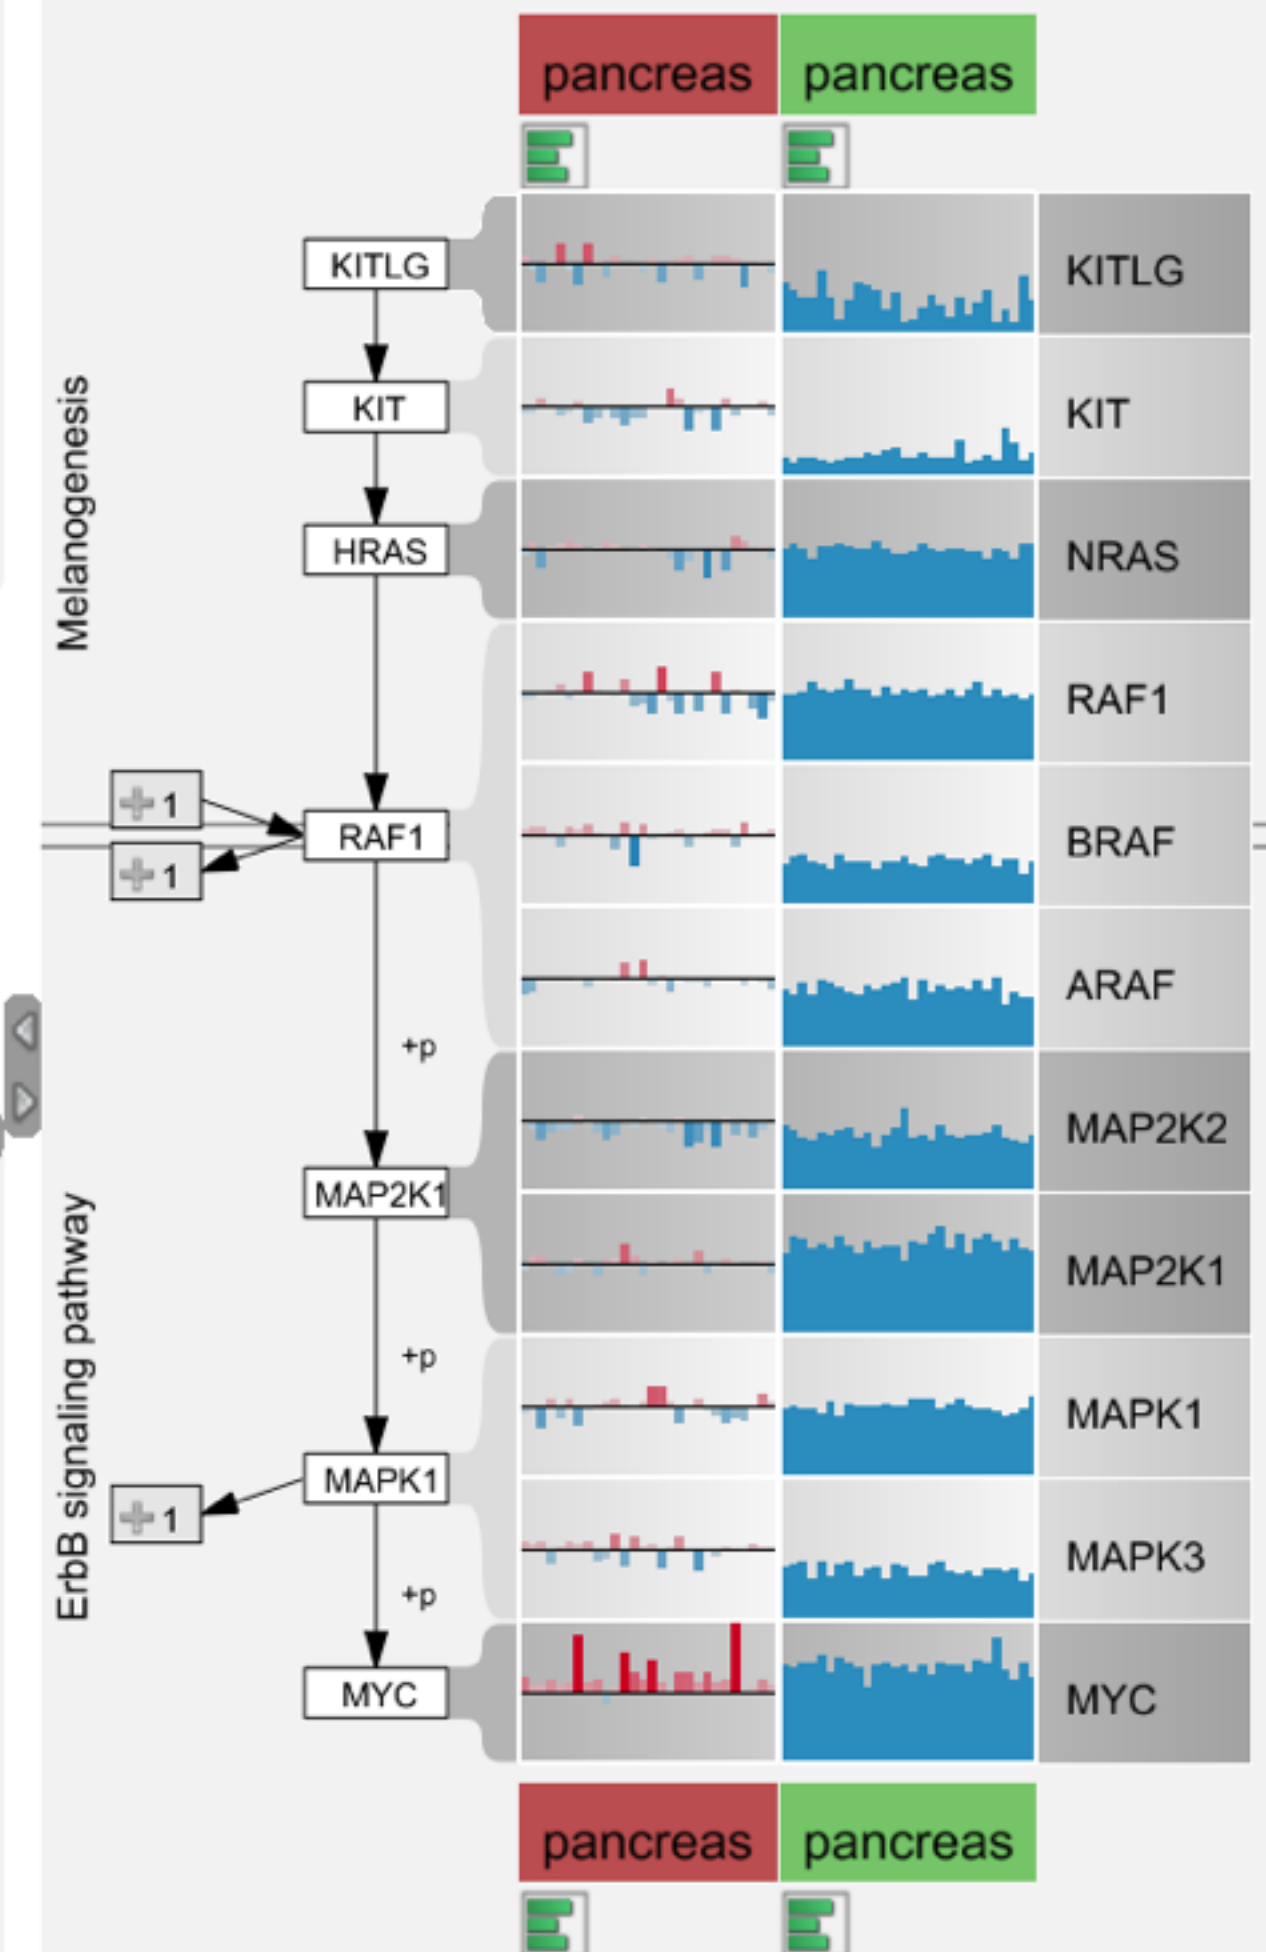 pancreas pancreas
KITLG KITLG
KIT KIT
Melanogenesis
HRAS NRAS
RAF1
1
RAF1 BRAF
1
ARAF
+p
MAP2K2
MAP2K1
MAP2K1
ErbB signaling pathway
+p
MAPK1
MAPK1
1
MAPK3
+p
MYC MYC
pancreas pancreas